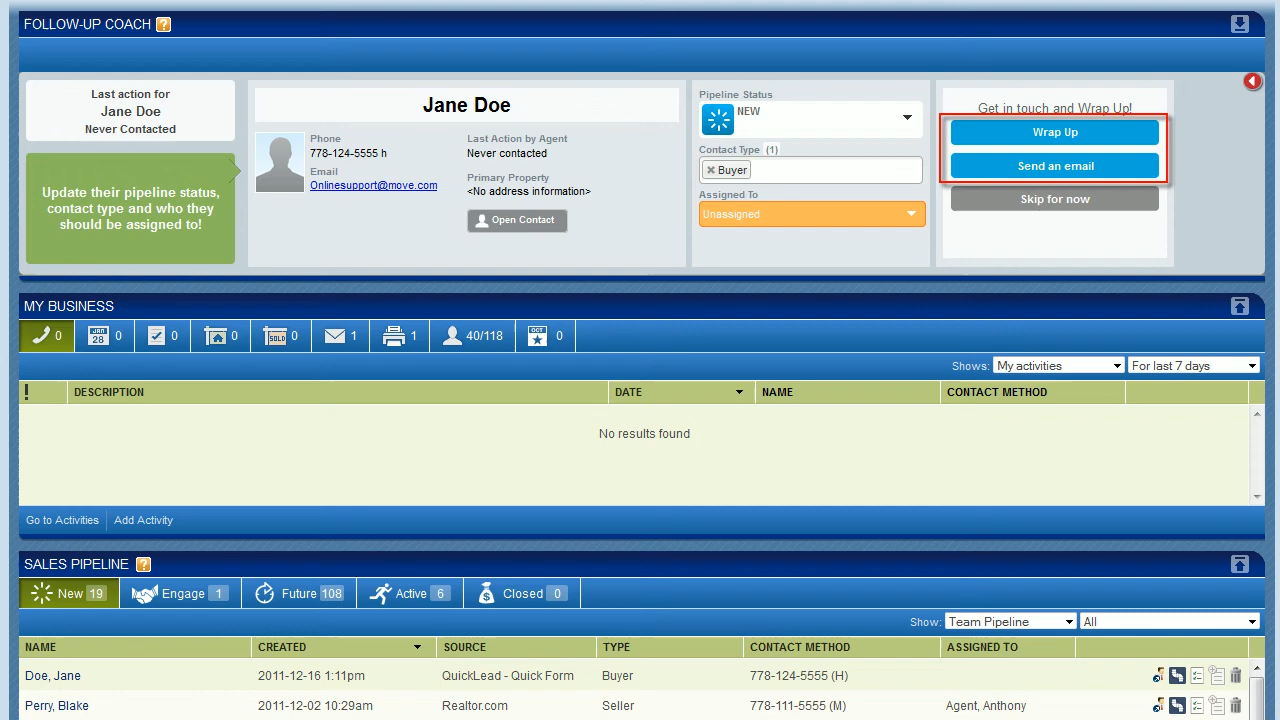 FOLLOW-UP COACH ?
Last action for
Jane Doe
Never Contacted
Update their pipeline status,
contact type and who they
should be assigned to!
Jane Doe
Phone
778-124-5555 h
Email
Onlinesupport@move.com
Last Action by Agent
Never contacted
Primary Property
<No address information>
Open Contact
Pipeline Status
NEW
Contact Type (1)
Buyer
Assigned To
Unassigned
Get in touch and Wrap Up!
Wrap Up
Send an email
Skip for now
MY BUSINESS
0 JAN 28 0 0 0 SOLD 0 1 1 40/118 OCT 0
Shows: My activities For last 7 days
! DESCRIPTION DATE NAME CONTACT METHOD
No results found
Go to Activities Add Activity
SALES PIPELINE ?
New 19 Engage 1 Future 108 Active 6 $ Closed 0
Show: Team Pipeline All
NAME CREATED SOURCE TYPE CONTACT METHOD ASSIGNED TO
Doe, Jane 2011-12-16 1:11pm QuickLead - Quick Form Buyer 778-124-5555 (H)
Perry, Blake 2011-12-02 10:29am Realtor.com Seller 778-111-5555 (M) Agent, Anthony